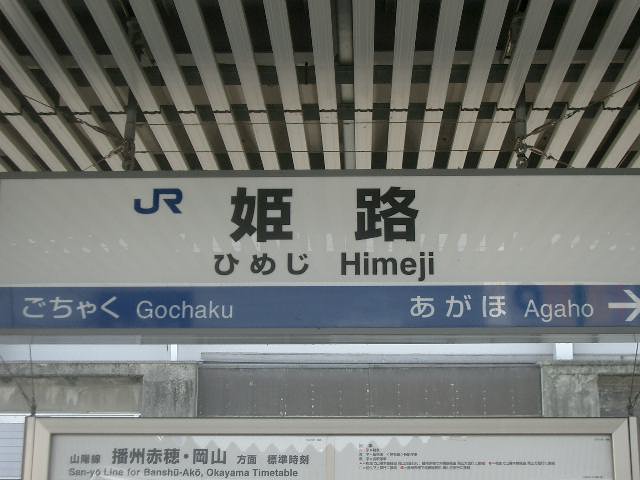 JR 姫路
ひめじ Himeji
ごちゃく Gochaku あがほ Agaho →
山陽線 播州赤穂・岡山 方面 標準時刻
San-yō Line for Banshū-Akō, Okayama Timetable